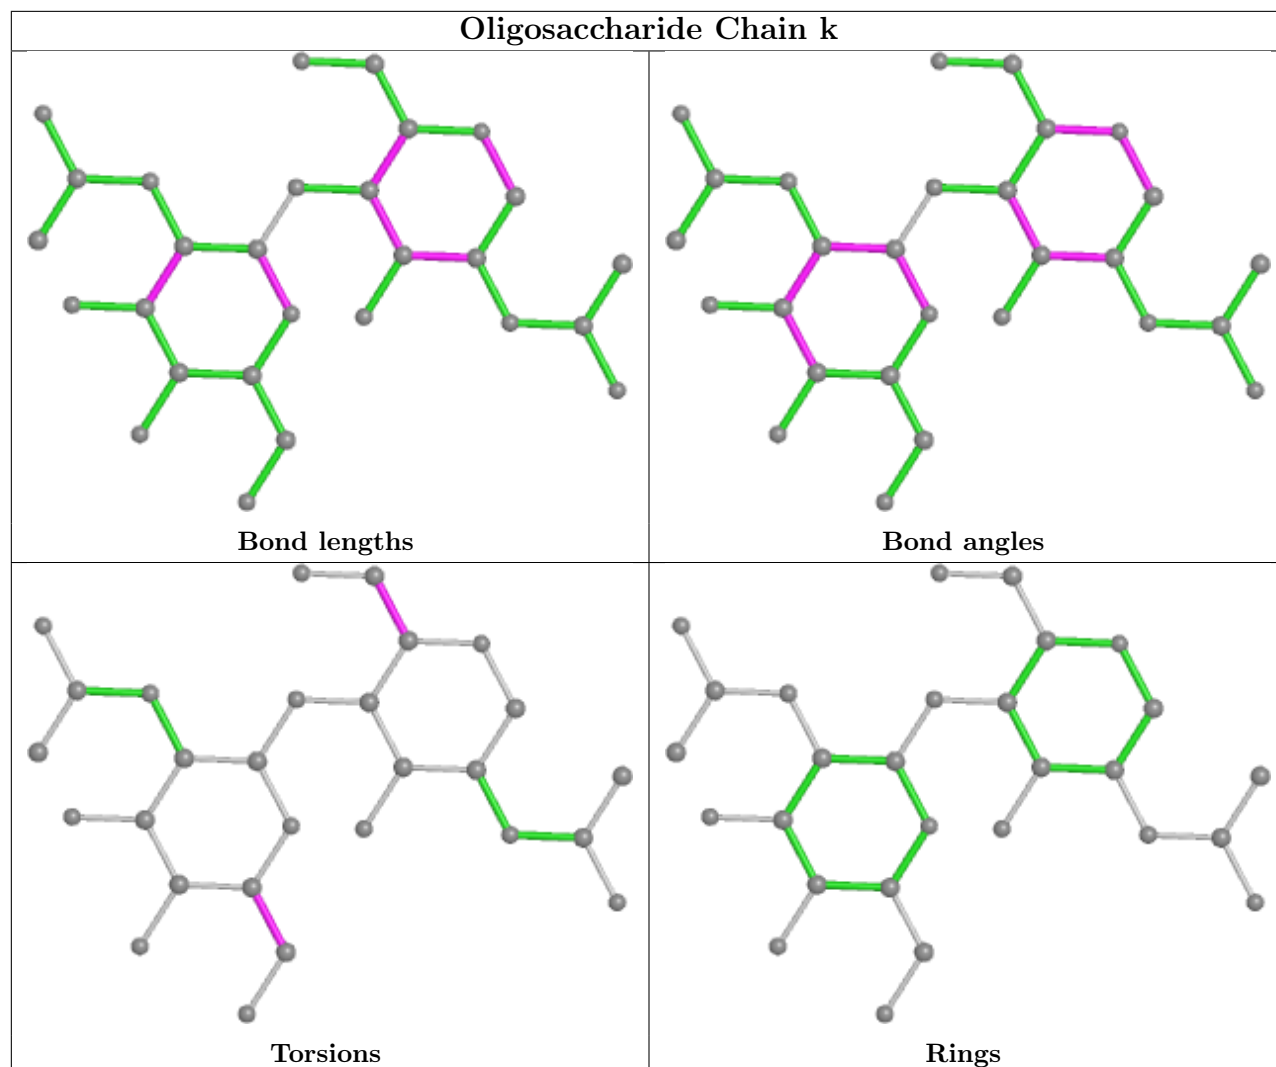 Oligosaccharide Chain k
Bond lengths
Bond angles
Torsions
Rings